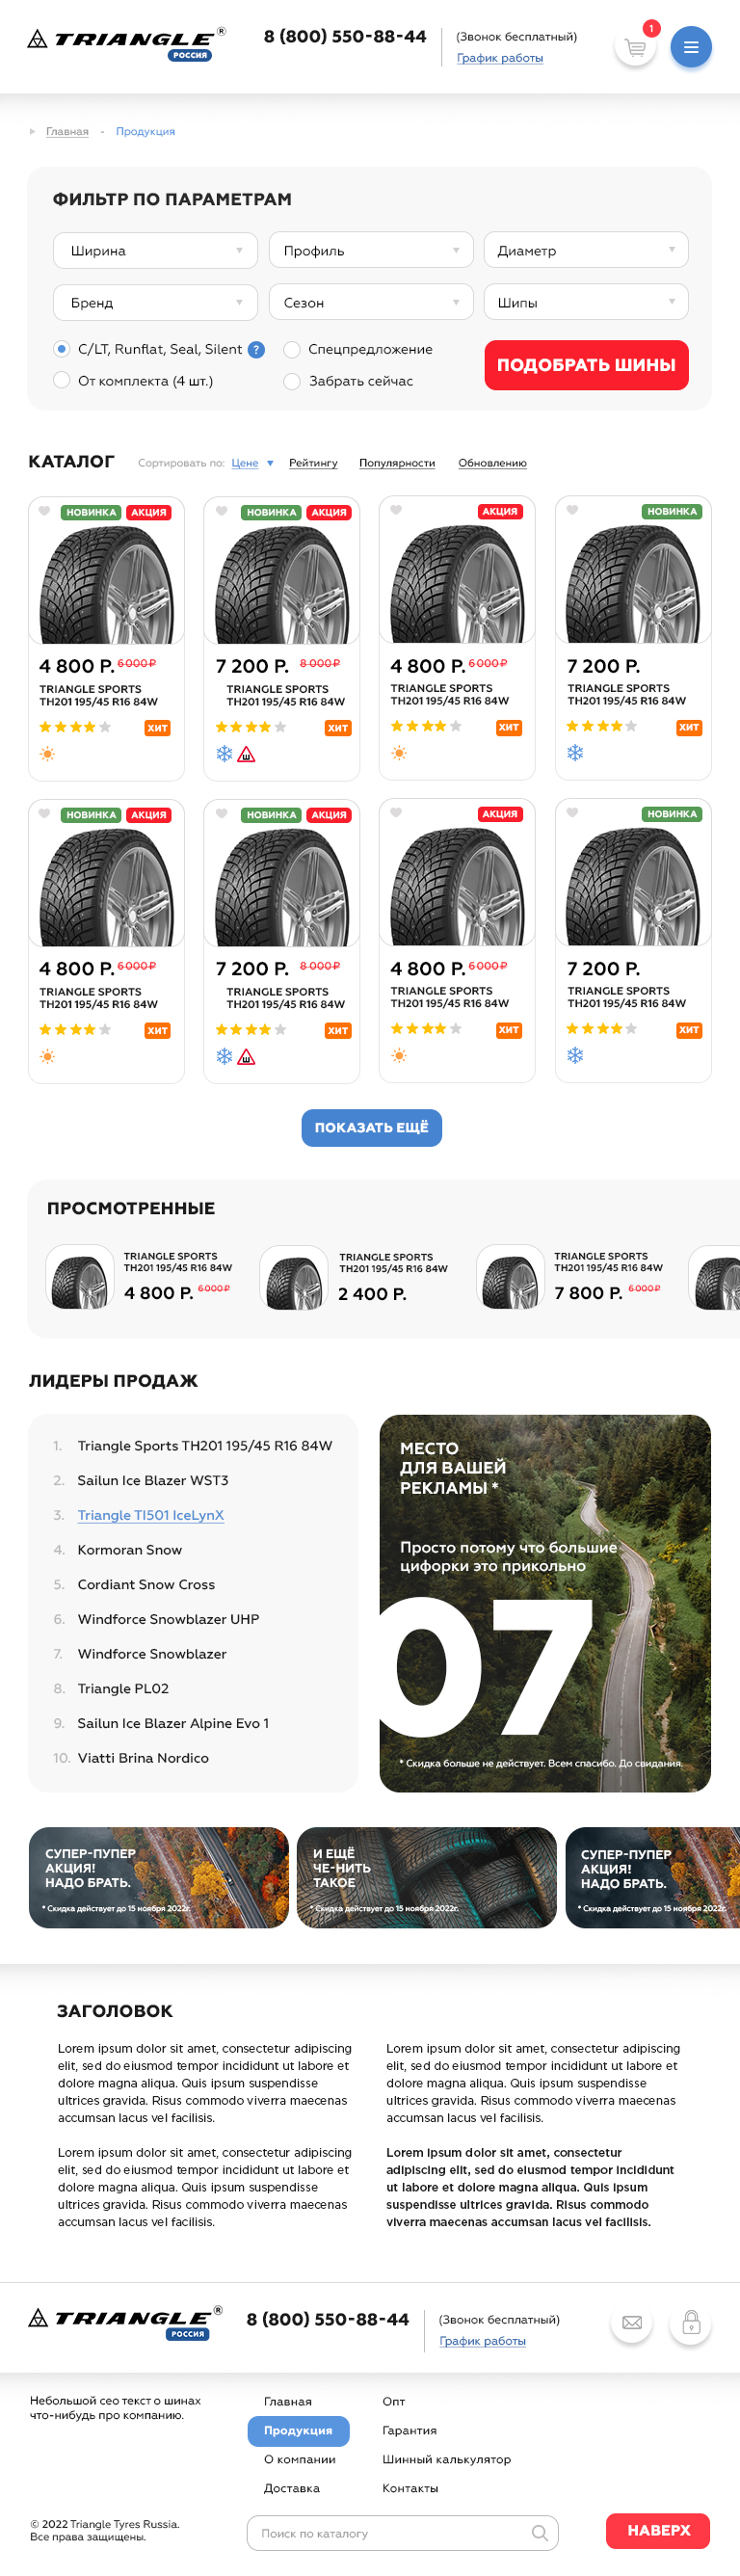 TRIANGLE®
РОССИЯ
8 (800) 550-88-44
(Звонок бесплатный)
График работы
1
Главная - Продукция
ФИЛЬТР ПО ПАРАМЕТРАМ
Ширина
Профиль
Диаметр
Бренд
Сезон
Шипы
C/LT, Runflat, Seal, Silent ?
Спецпредложение
От комплекта (4 шт.)
Забрать сейчас
ПОДОБРАТЬ ШИНЫ
КАТАЛОГ
Сортировать по: Цене Рейтингу Популярности Обновлению
НОВИНКА АКЦИЯ
4 800 Р. 6 000 ₽
TRIANGLE SPORTS
TH201 195/45 R16 84W
ХИТ
НОВИНКА АКЦИЯ
7 200 Р. 8 000 ₽
TRIANGLE SPORTS
TH201 195/45 R16 84W
ХИТ
Ш
АКЦИЯ
4 800 Р. 6 000 ₽
TRIANGLE SPORTS
TH201 195/45 R16 84W
ХИТ
НОВИНКА
7 200 Р.
TRIANGLE SPORTS
TH201 195/45 R16 84W
ХИТ
НОВИНКА АКЦИЯ
4 800 Р. 6 000 ₽
TRIANGLE SPORTS
TH201 195/45 R16 84W
ХИТ
НОВИНКА АКЦИЯ
7 200 Р. 8 000 ₽
TRIANGLE SPORTS
TH201 195/45 R16 84W
ХИТ
Ш
АКЦИЯ
4 800 Р. 6 000 ₽
TRIANGLE SPORTS
TH201 195/45 R16 84W
ХИТ
НОВИНКА
7 200 Р.
TRIANGLE SPORTS
TH201 195/45 R16 84W
ХИТ
ПОКАЗАТЬ ЕЩЁ
ПРОСМОТРЕННЫЕ
TRIANGLE SPORTS
TH201 195/45 R16 84W
4 800 Р. 6 000 ₽
TRIANGLE SPORTS
TH201 195/45 R16 84W
2 400 Р.
TRIANGLE SPORTS
TH201 195/45 R16 84W
7 800 Р. 6 000 ₽
ЛИДЕРЫ ПРОДАЖ
1. Triangle Sports TH201 195/45 R16 84W
2. Sailun Ice Blazer WST3
3. Triangle TI501 IceLynX
4. Kormoran Snow
5. Cordiant Snow Cross
6. Windforce Snowblazer UHP
7. Windforce Snowblazer
8. Triangle PL02
9. Sailun Ice Blazer Alpine Evo 1
10. Viatti Brina Nordico
МЕСТО
ДЛЯ ВАШЕЙ
РЕКЛАМЫ *
Просто потому что большие
цифорки это прикольно
07
* Скидка больше не действует. Всем спасибо. До свидания.
СУПЕР-ПУПЕР
АКЦИЯ!
НАДО БРАТЬ.
* Скидка действует до 15 ноября 2022г.
И ЕЩЁ
ЧЕ-НИТЬ
ТАКОЕ
* Скидка действует до 15 ноября 2022г.
СУПЕР-ПУПЕР
АКЦИЯ!
НАДО БРАТЬ.
* Скидка действует до 15 ноября 2022г.
ЗАГОЛОВОК
Lorem ipsum dolor sit amet, consectetur adipiscing
elit, sed do eiusmod tempor incididunt ut labore et
dolore magna aliqua. Quis ipsum suspendisse
ultrices gravida. Risus commodo viverra maecenas
accumsan lacus vel facilisis.
Lorem ipsum dolor sit amet, consectetur adipiscing
elit, sed do eiusmod tempor incididunt ut labore et
dolore magna aliqua. Quis ipsum suspendisse
ultrices gravida. Risus commodo viverra maecenas
accumsan lacus vel facilisis.
Lorem ipsum dolor sit amet, consectetur adipiscing
elit, sed do eiusmod tempor incididunt ut labore et
dolore magna aliqua. Quis ipsum suspendisse
ultrices gravida. Risus commodo viverra maecenas
accumsan lacus vel facilisis.
Lorem ipsum dolor sit amet, consectetur
adipiscing elit, sed do eiusmod tempor incididunt
ut labore et dolore magna aliqua. Quis ipsum
suspendisse ultrices gravida. Risus commodo
viverra maecenas accumsan lacus vel facilisis.
TRIANGLE®
РОССИЯ
8 (800) 550-88-44
(Звонок бесплатный)
График работы
Небольшой сео текст о шинах
что-нибудь про компанию.
Главная
Продукция
О компании
Доставка
Опт
Гарантия
Шинный калькулятор
Контакты
© 2022 Triangle Tyres Russia.
Все права защищены.
Поиск по каталогу
НАВЕРХ